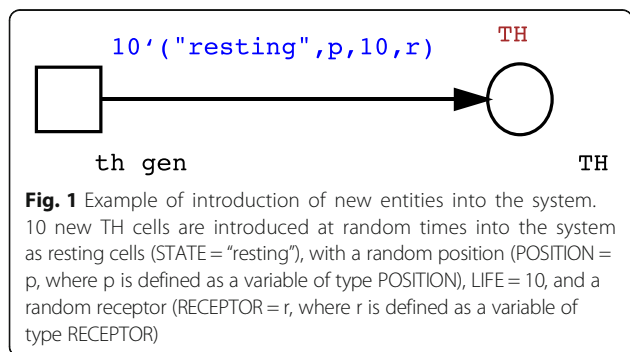 TH
10‘("resting",p,10,r)
th gen
TH
Fig. 1 Example of introduction of new entities into the system.
10 new TH cells are introduced at random times into the system
as resting cells (STATE = “resting”), with a random position (POSITION =
p, where p is defined as a variable of type POSITION), LIFE = 10, and a
random receptor (RECEPTOR = r, where r is defined as a variable of
type RECEPTOR)